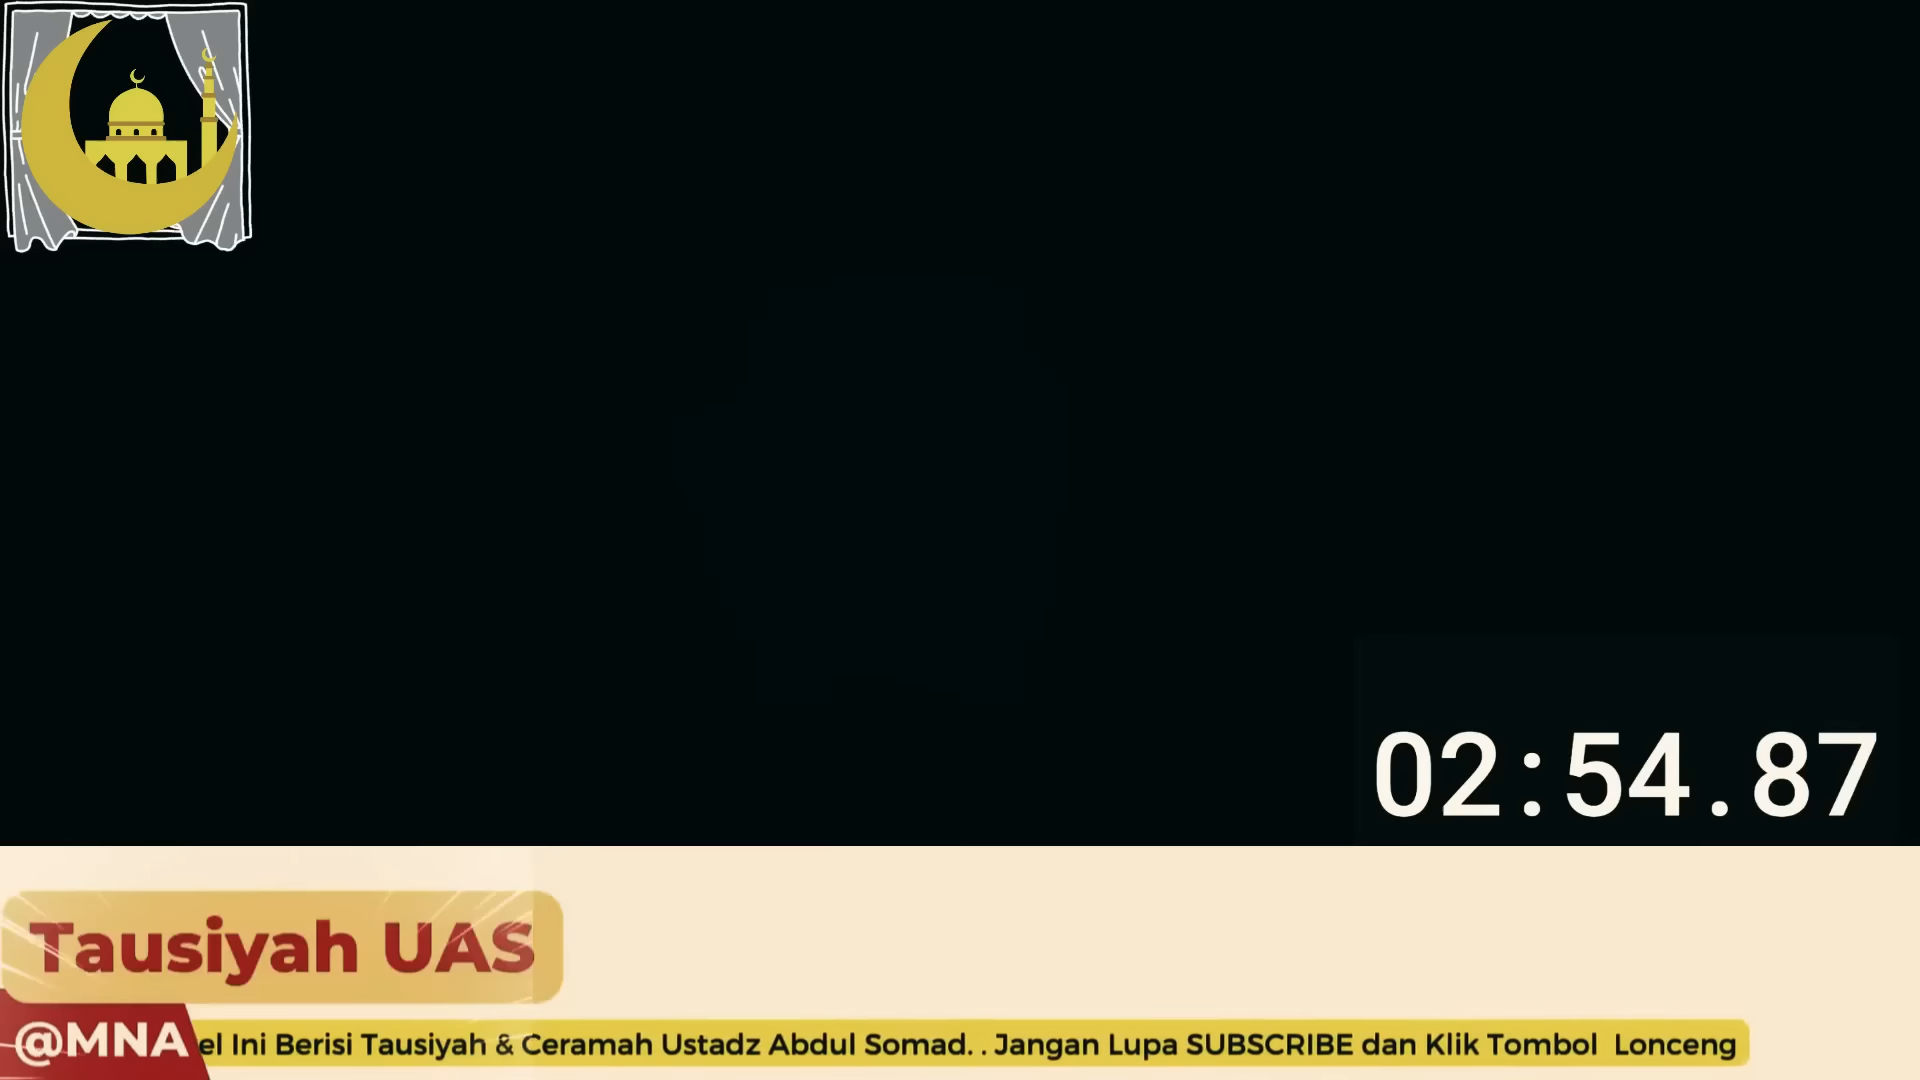 02:54.87
Tausiyah UAS
@MNA
Ini Berisi Tausiyah & Ceramah Ustadz Abdul Somad. . Jangan Lupa SUBSCRIBE dan Klik Tombol Lonceng